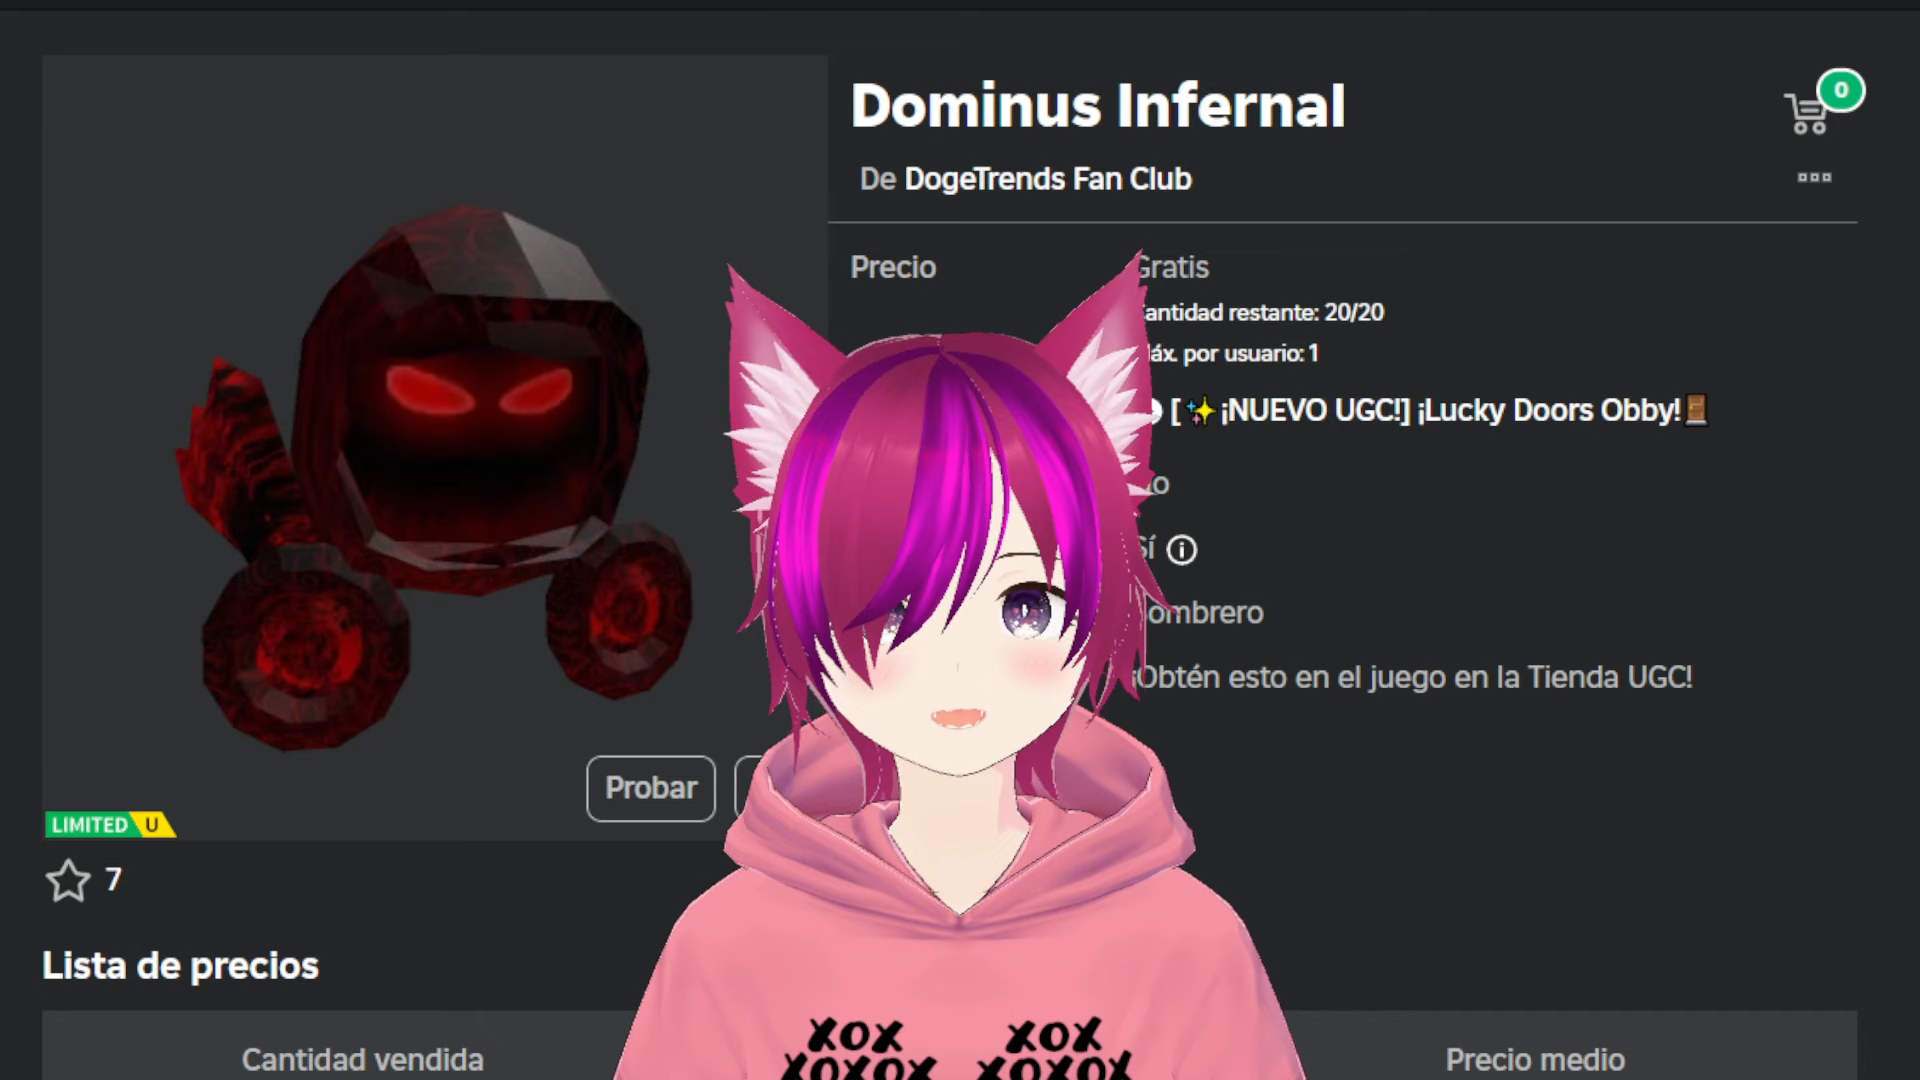 Dominus Infernal
0
De DogeTrends Fan Club
Precio
Gratis
antidad restante: 20/20
áx. por usuario: 1
[✨¡NUEVO UGC!] ¡Lucky Doors Obby!🚪
o
Sí
ombrero
¡Obtén esto en el juego en la Tienda UGC!
Probar
LIMITED U
7
Lista de precios
Cantidad vendida
Precio medio
XOX XOX
XOXOX XOXOX